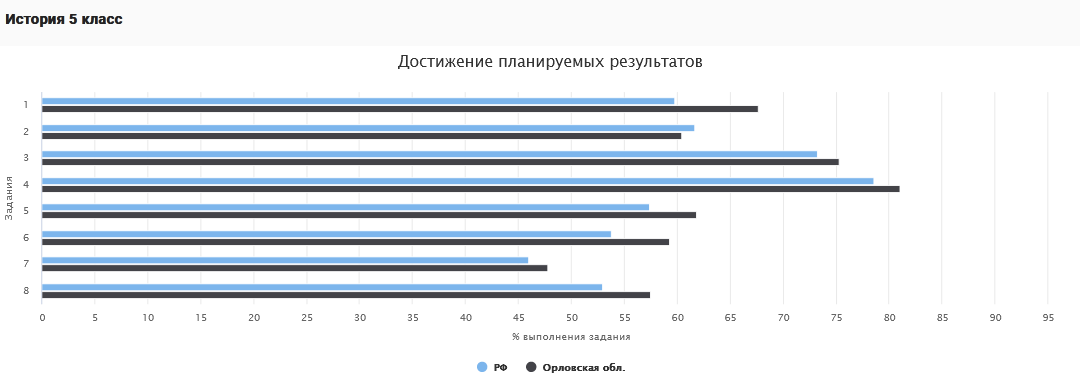 История 5 класс
Достижение планируемых результатов
Задания
1
2
3
4
5
6
7
8
0 5 10 15 20 25 30 35 40 45 50 55 60 65 70 75 80 85 90 95
% выполнения задания
РФ Орловская обл.